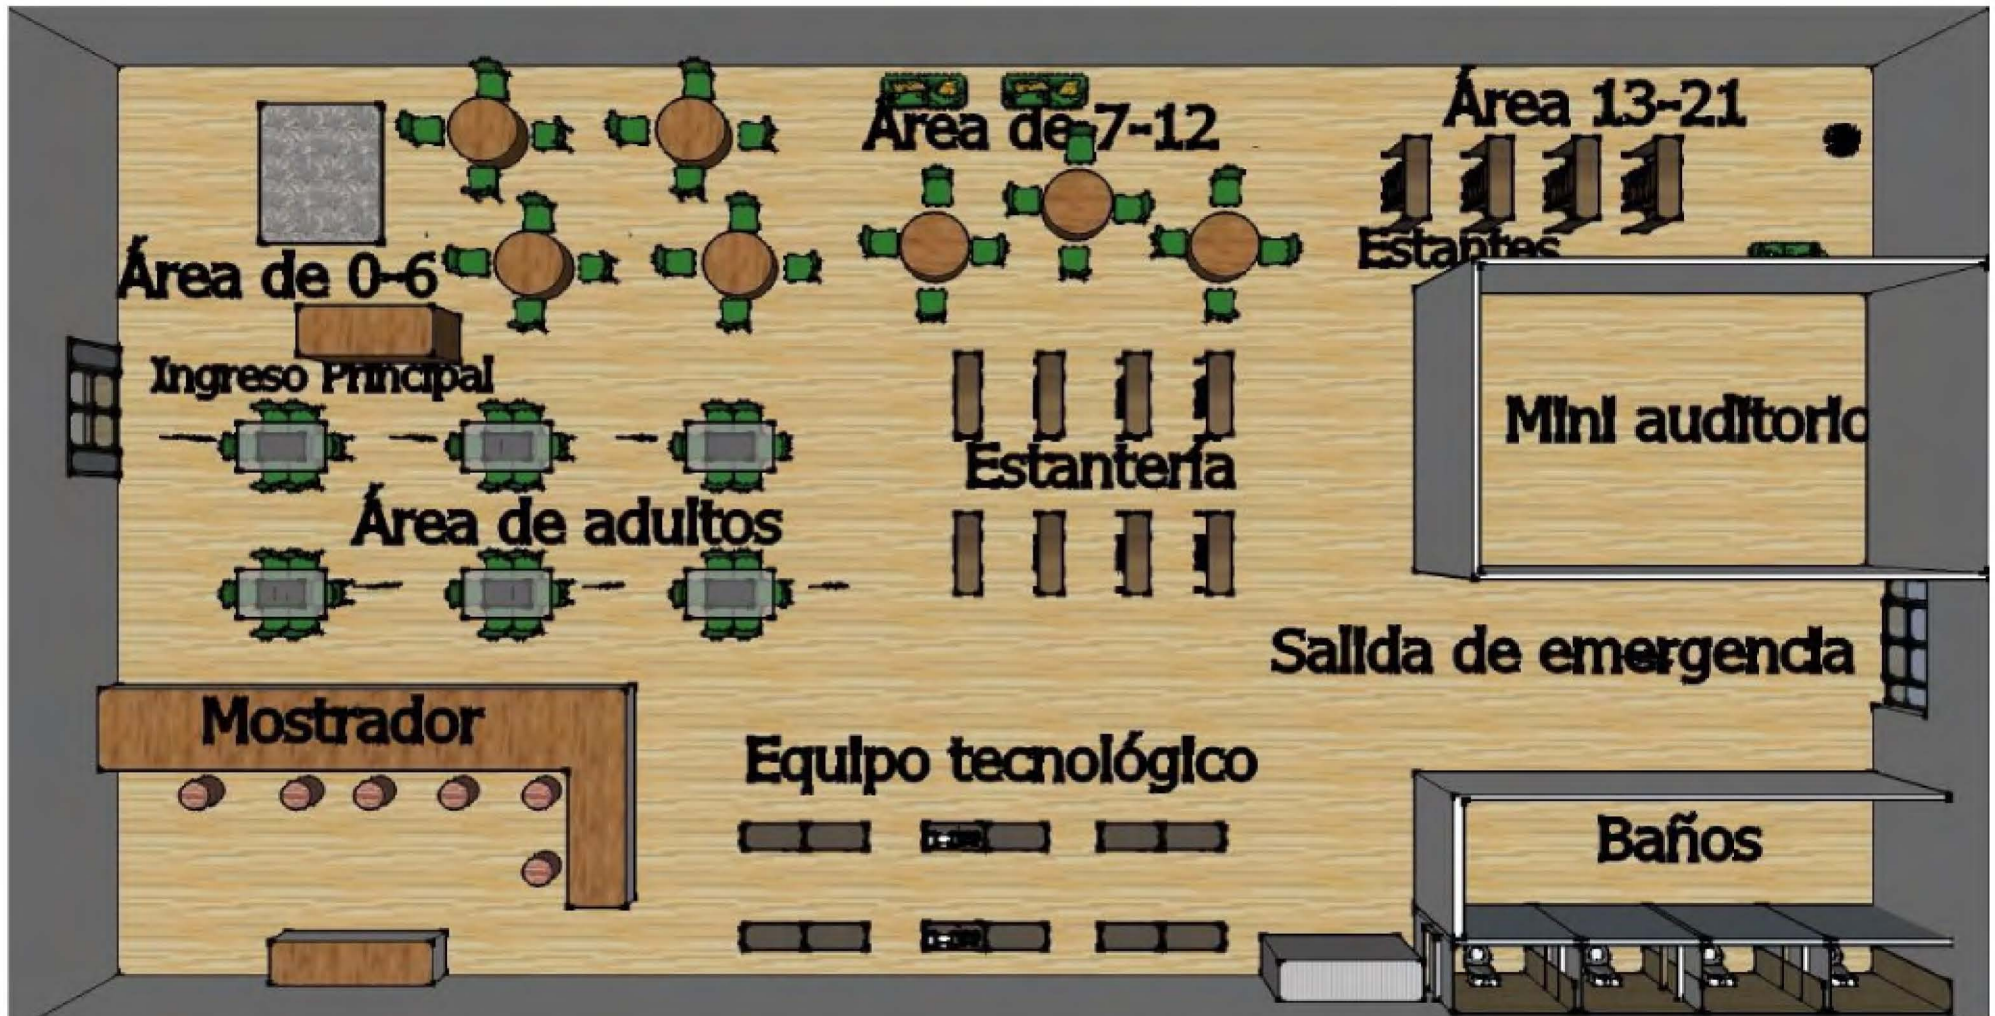 Área de 7-12
Área 13-21
Estantes
Área de 0-6
Ingreso Principal
Mini auditorio
Estantería
Área de adultos
Salida de emergencia
Mostrador
Equipo tecnológico
Baños